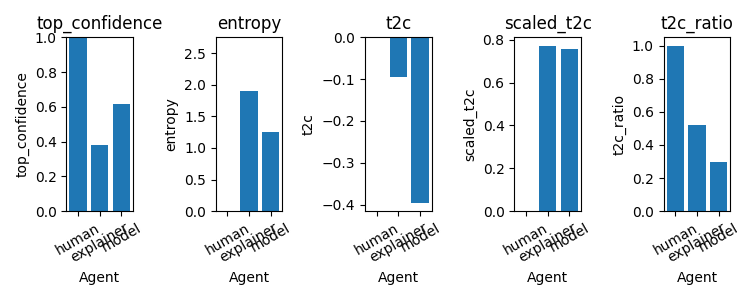 top_confidence
entropy
t2c
scaled_t2c
t2c_ratio
top_confidence
1.0
0.8
0.6
0.4
0.2
0.0
human
explainer
model
Agent
entropy
2.5
2.0
1.5
1.0
0.5
0.0
human
explainer
model
Agent
t2c
0.0
−0.1
−0.2
−0.3
−0.4
human
explainer
model
Agent
scaled_t2c
0.8
0.6
0.4
0.2
0.0
human
explainer
model
Agent
t2c_ratio
1.0
0.8
0.6
0.4
0.2
0.0
human
explainer
model
Agent